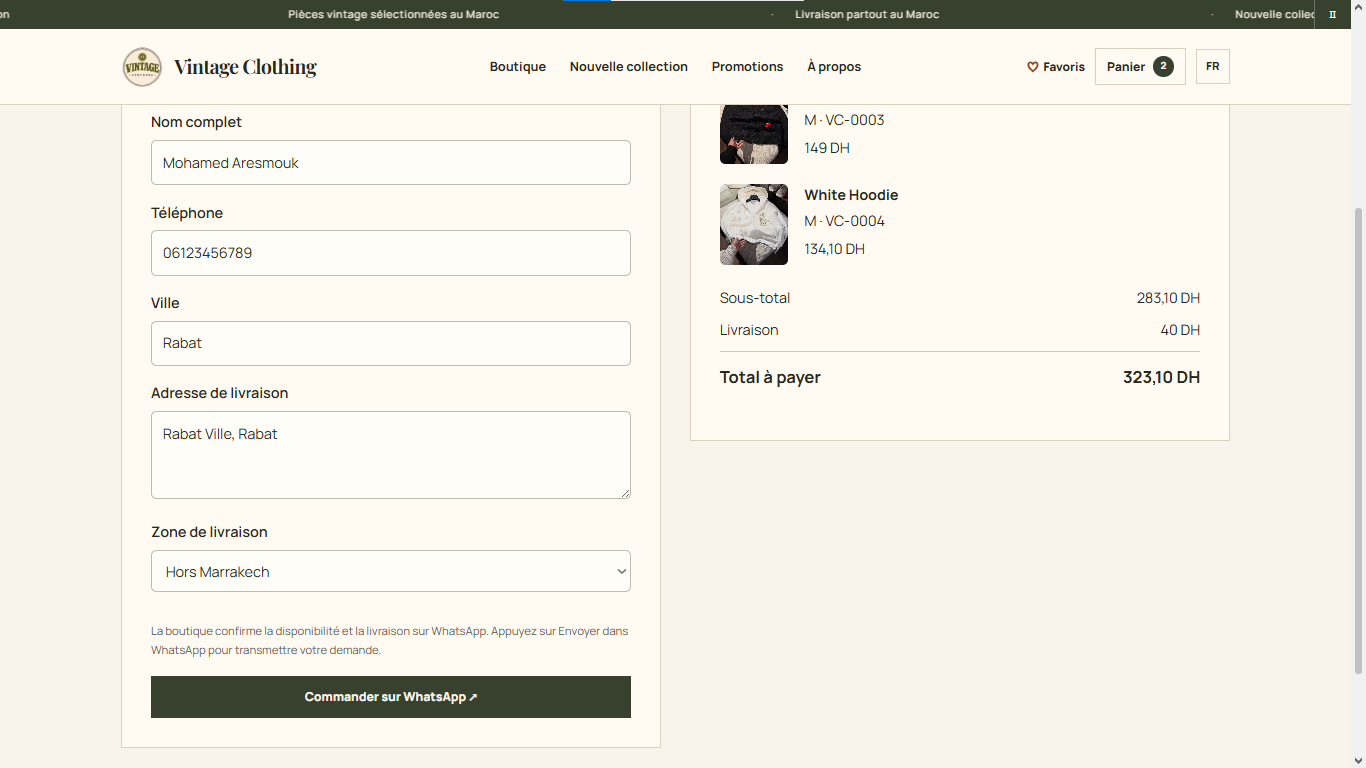 on
Pièces vintage sélectionnées au Maroc
·
Livraison partout au Maroc
·
Nouvelle collec
VINTAGE
Vintage Clothing
Boutique
Nouvelle collection
Promotions
À propos
Favoris
Panier 2
FR
Nom complet
Mohamed Aresmouk
Téléphone
06123456789
Ville
Rabat
Adresse de livraison
Rabat Ville, Rabat
Zone de livraison
Hors Marrakech
La boutique confirme la disponibilité et la livraison sur WhatsApp. Appuyez sur Envoyer dans
WhatsApp pour transmettre votre demande.
Commander sur WhatsApp ↗
M · VC-0003
149 DH
White Hoodie
M · VC-0004
134,10 DH
Sous-total 283,10 DH
Livraison 40 DH
Total à payer 323,10 DH